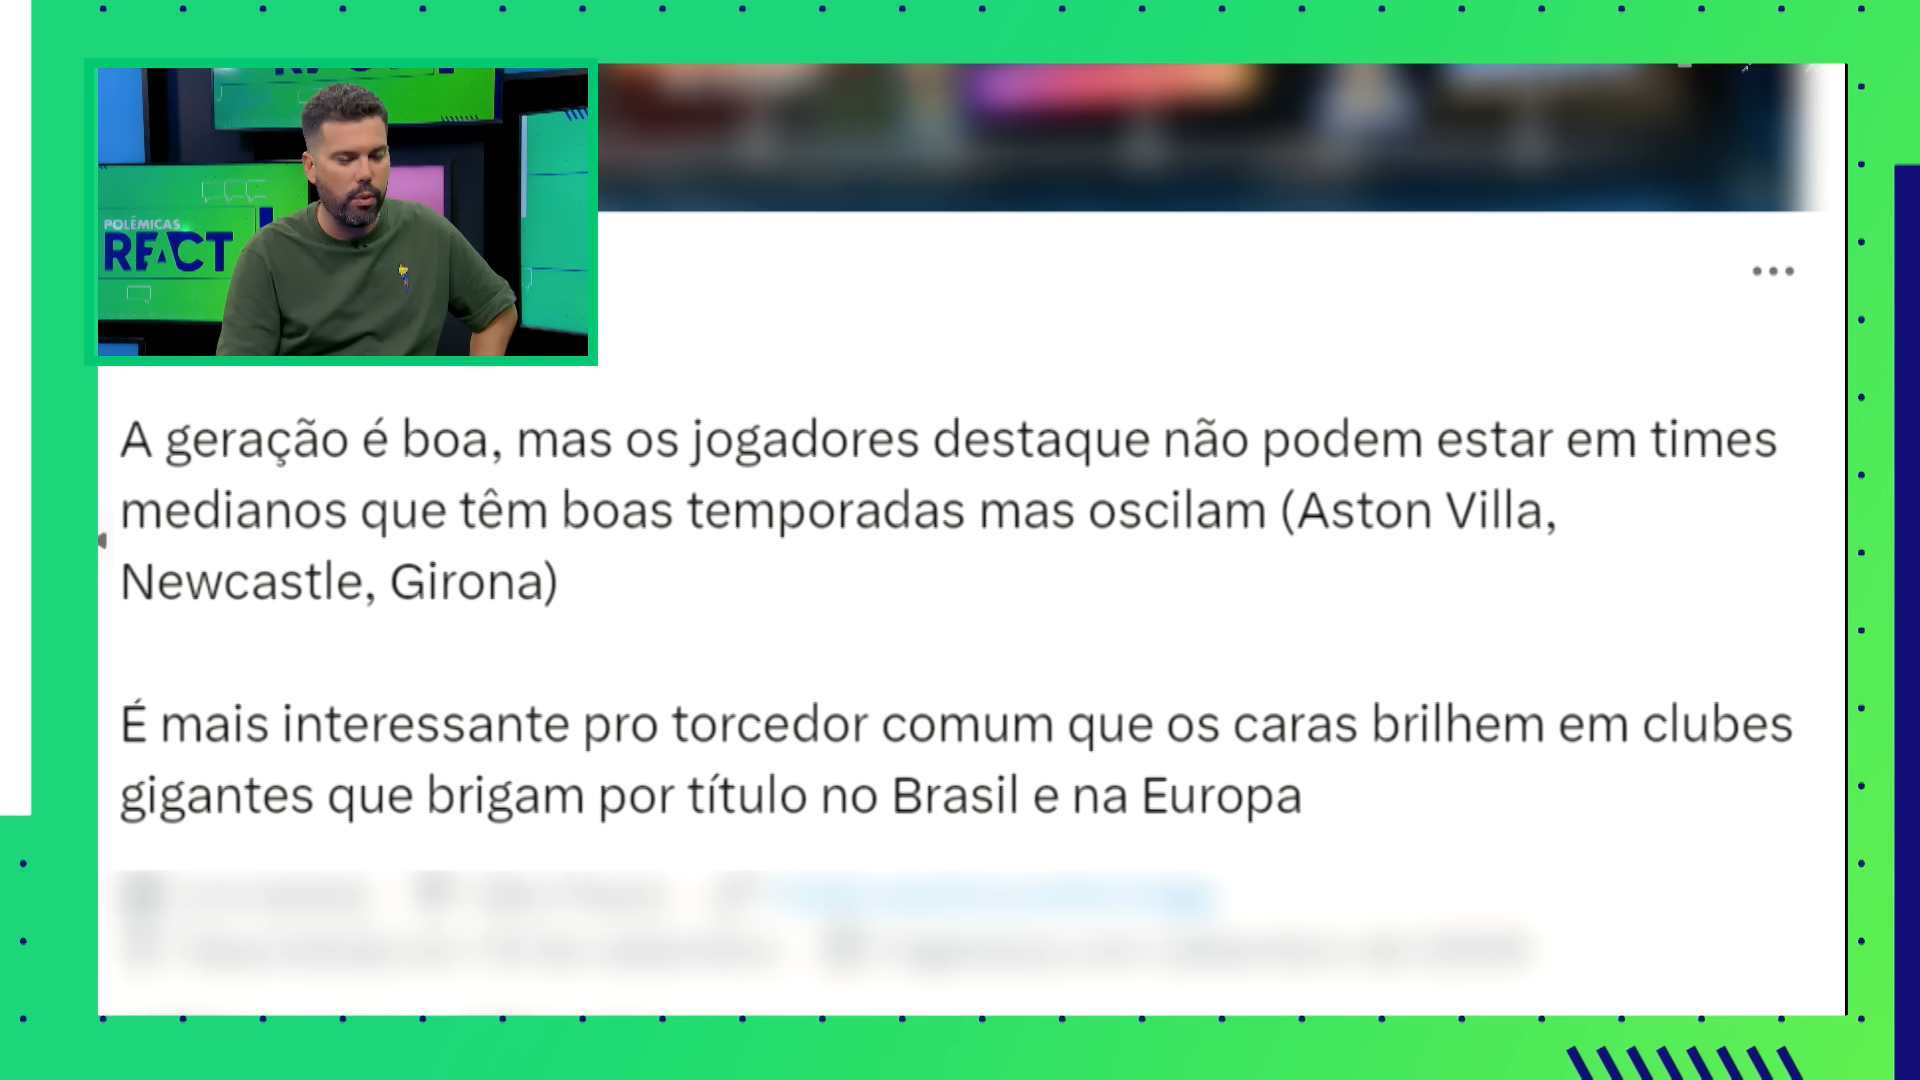 POLÊMICAS
REACT
A geração é boa, mas os jogadores destaque não podem estar em times
medianos que têm boas temporadas mas oscilam (Aston Villa,
Newcastle, Girona)
É mais interessante pro torcedor comum que os caras brilhem em clubes
gigantes que brigam por título no Brasil e na Europa